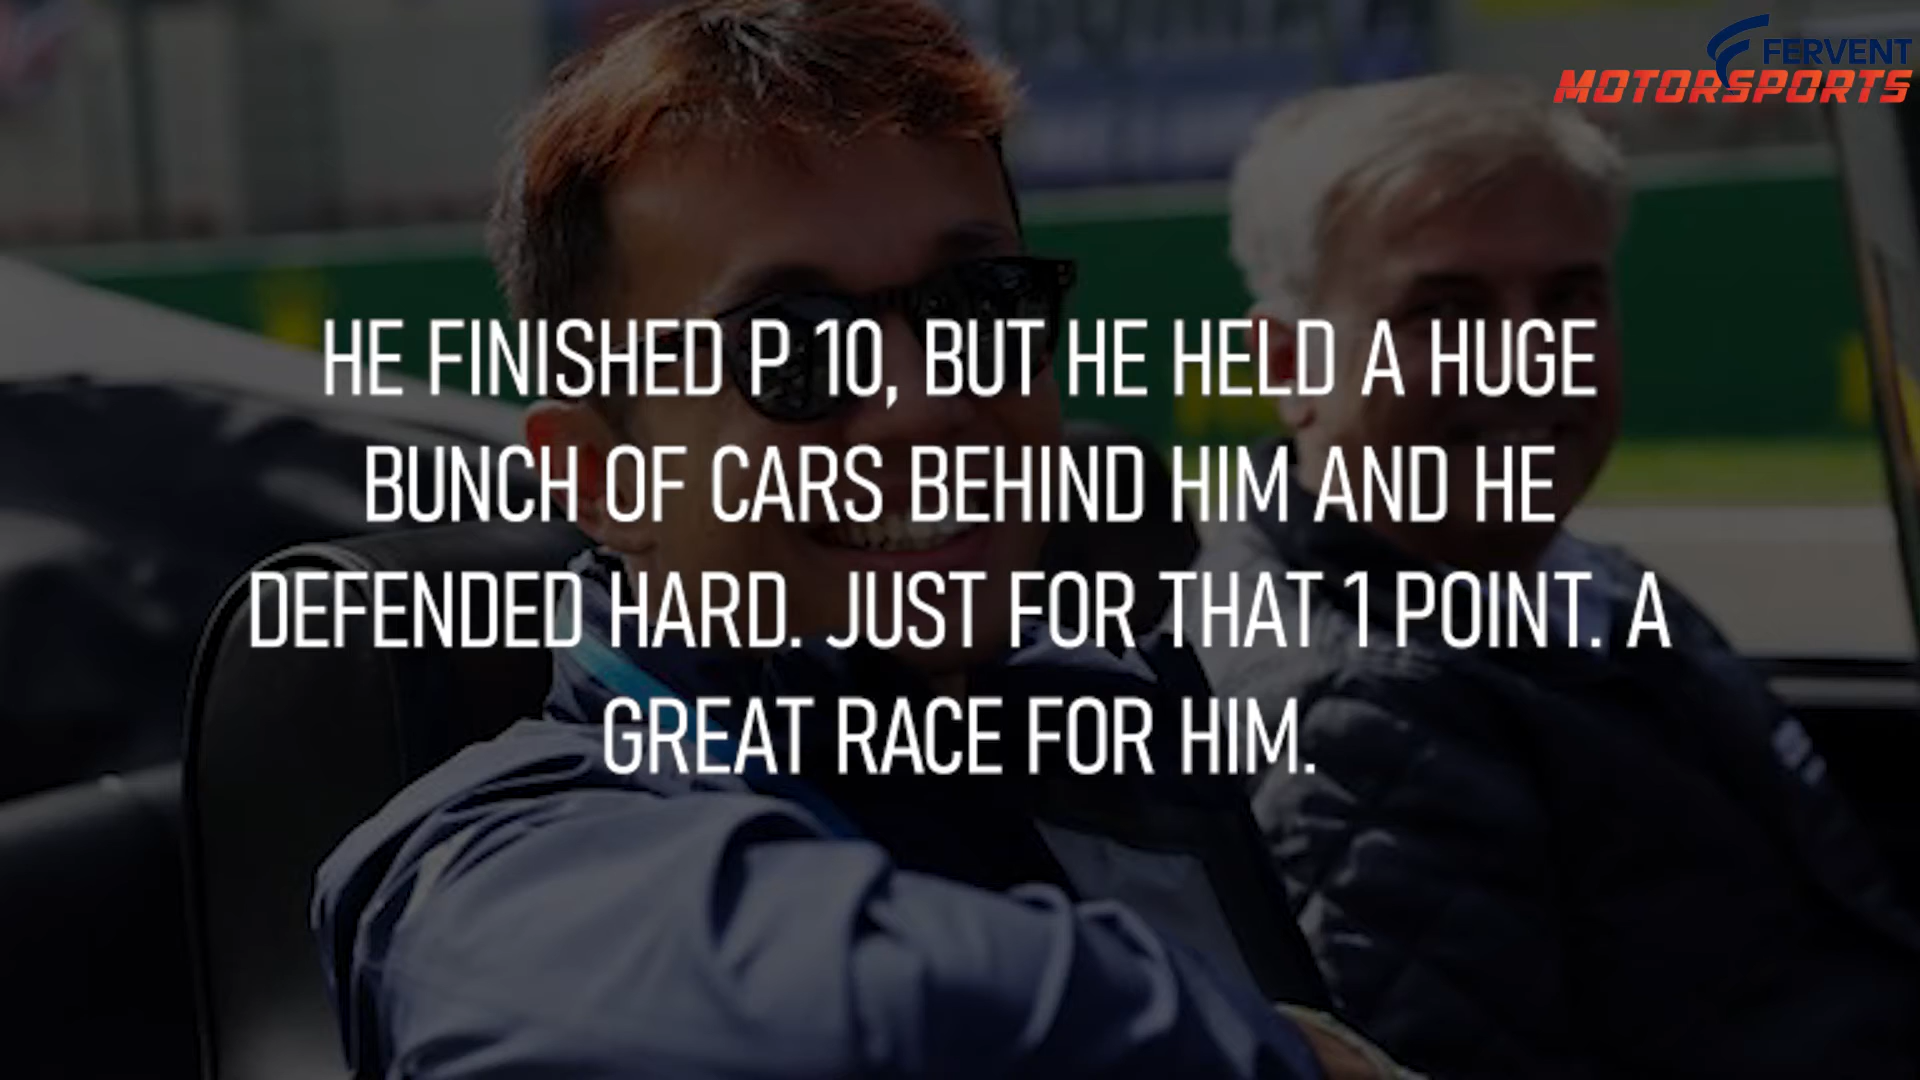 FERVENT
MOTORSPORTS
HE FINISHED P 10, BUT HE HELD A HUGE
BUNCH OF CARS BEHIND HIM AND HE
DEFENDED HARD. JUST FOR THAT 1 POINT. A
GREAT RACE FOR HIM.